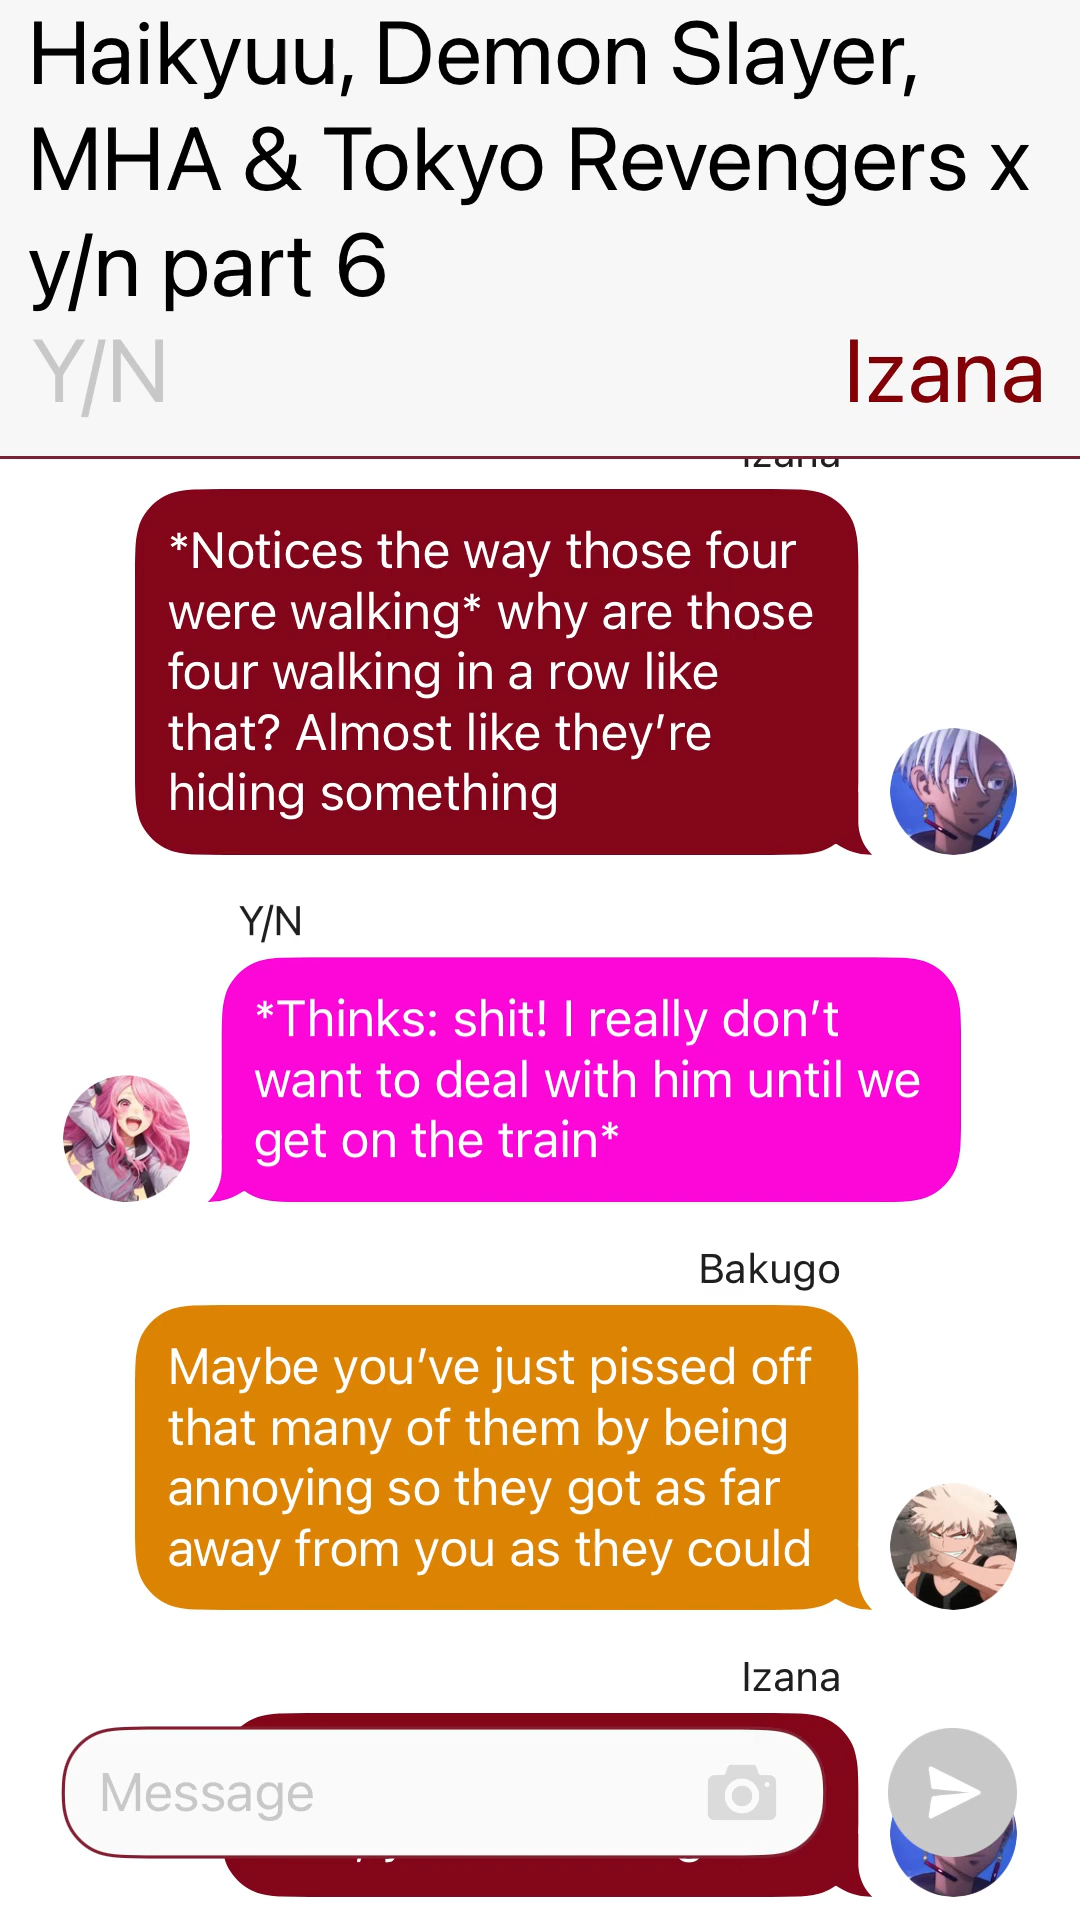 Haikyuu, Demon Slayer,
MHA & Tokyo Revengers x
y/n part 6
Y/N
Izana
Izana
*Notices the way those four
were walking* why are those
four walking in a row like
that? Almost like they’re
hiding something
Y/N
*Thinks: shit! I really don’t
want to deal with him until we
get on the train*
Bakugo
Maybe you’ve just pissed off
that many of them by being
annoying so they got as far
away from you as they could
Izana
Message